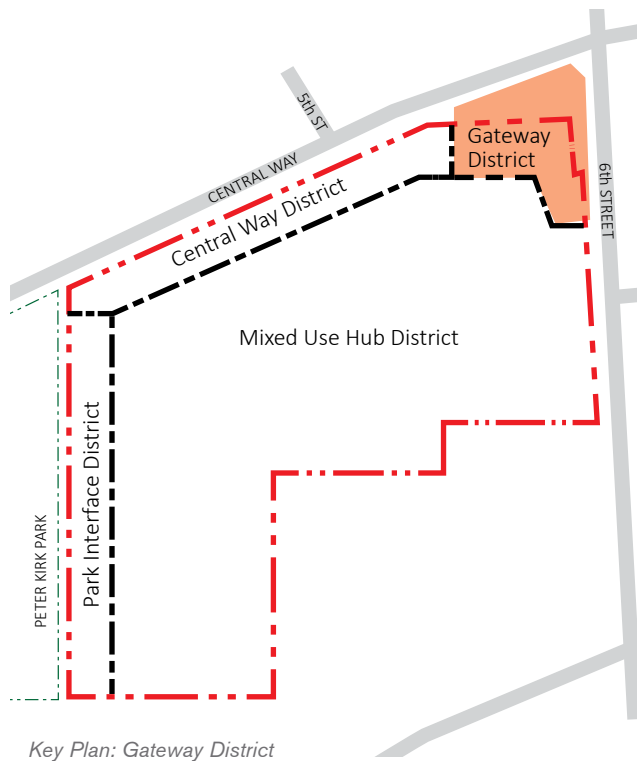 5th ST
CENTRAL WAY
Gateway
District
6th STREET
Central Way District
Mixed Use Hub District
Park Interface District
PETER KIRK PARK
Key Plan: Gateway District